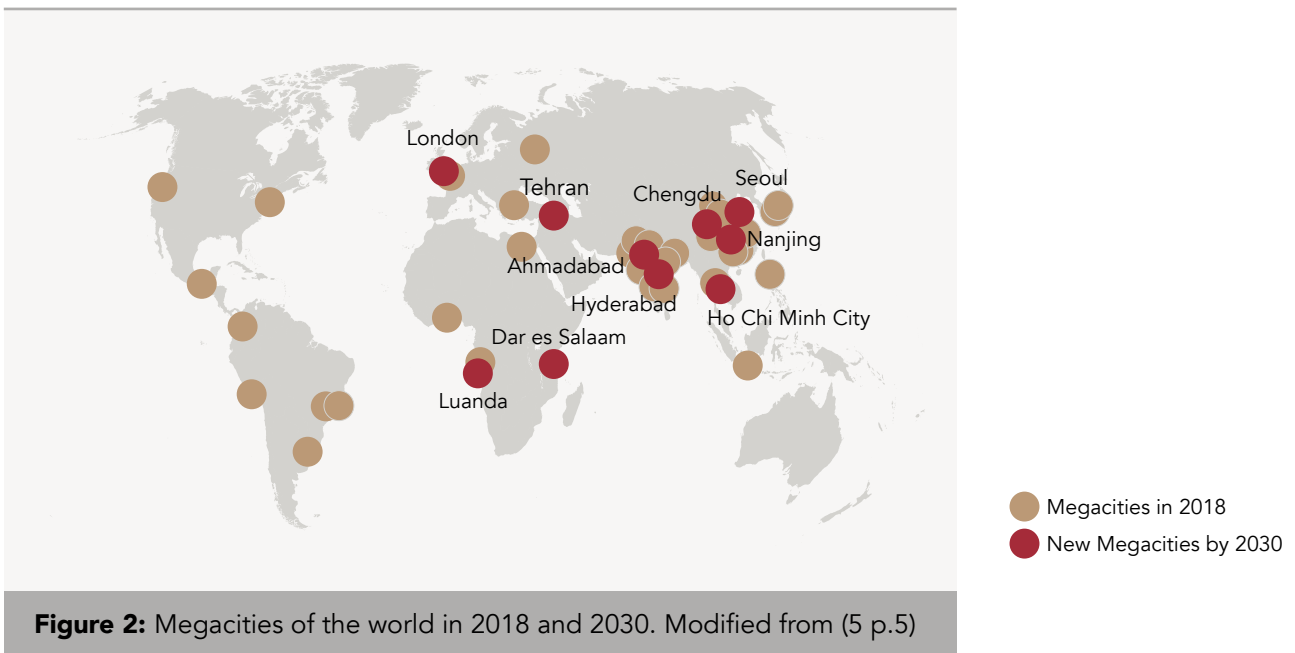 London
Tehran
Chengdu
Seoul
Nanjing
Ahmadabad
Hyderabad
Ho Chi Minh City
Dar es Salaam
Luanda
Megacities in 2018
New Megacities by 2030
Figure 2: Megacities of the world in 2018 and 2030. Modified from (5 p.5)